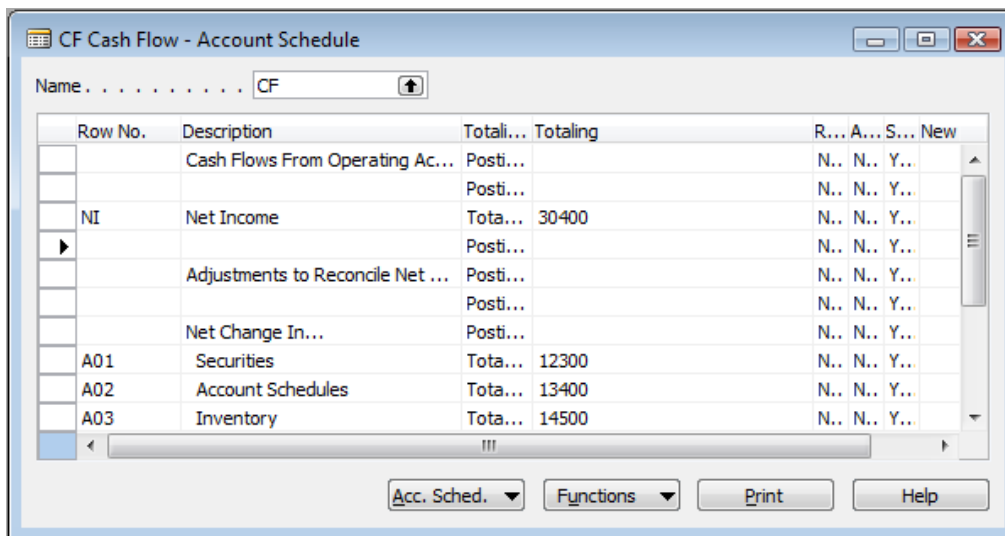 CF Cash Flow - Account Schedule
Name . . . . . . . . . . CF
Row No. Description Totali... Totaling R... A... S... New
Cash Flows From Operating Ac... Posti... N.. N.. Y..
Posti... N.. N.. Y..
NI Net Income Tota... 30400 N.. N.. Y..
Posti... N.. N.. Y..
Adjustments to Reconcile Net ... Posti... N.. N.. Y..
Posti... N.. N.. Y..
Net Change In... Posti... N.. N.. Y..
A01 Securities Tota... 12300 N.. N.. Y..
A02 Account Schedules Tota... 13400 N.. N.. Y..
A03 Inventory Tota... 14500 N.. N.. Y..
Acc. Sched. Functions Print Help